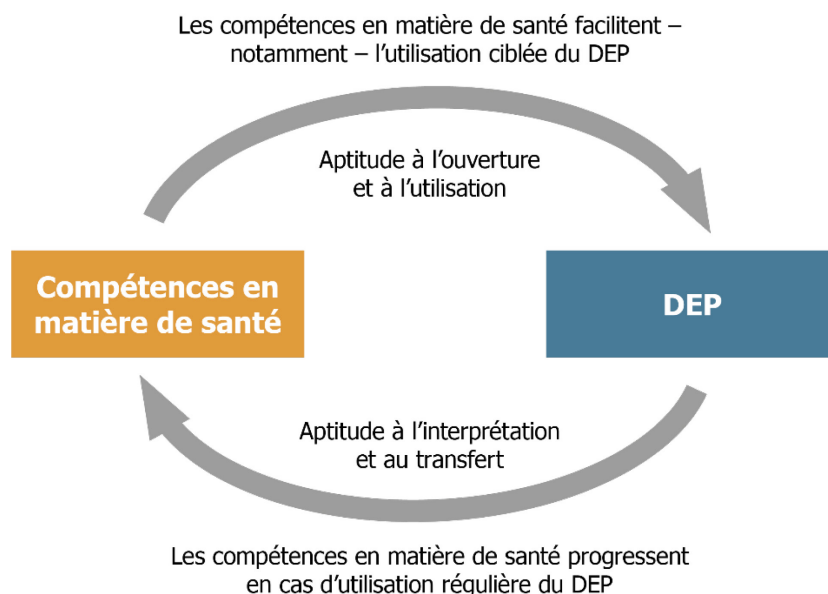 Les compétences en matière de santé facilitent –
notamment – l’utilisation ciblée du DEP
Aptitude à l’ouverture
et à l’utilisation
Compétences en
matière de santé
DEP
Aptitude à l’interprétation
et au transfert
Les compétences en matière de santé progressent
en cas d’utilisation régulière du DEP